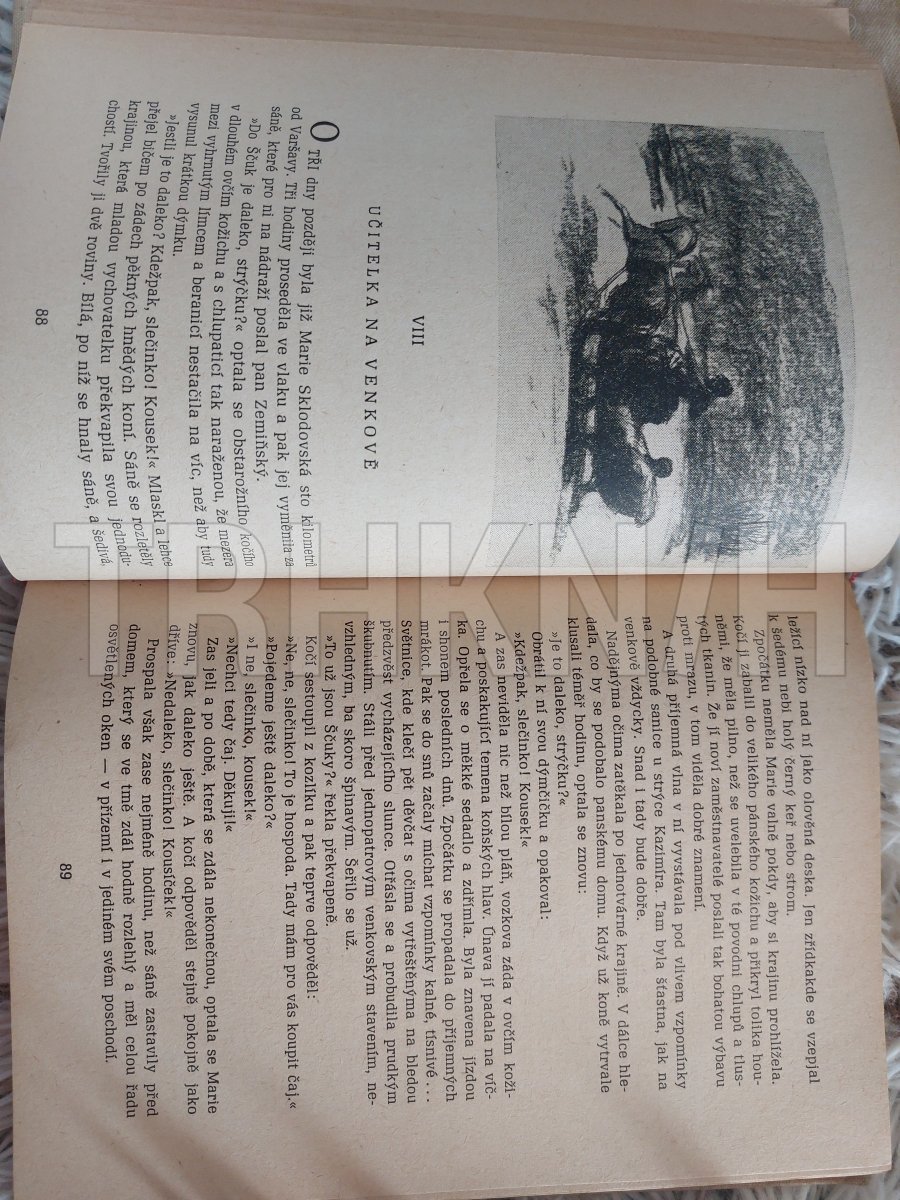 VIII
UČITELKA NA VENKOVĚ
O TŘI dny později byla již Marie Sklodovská sto kilometrů
od Varšavy. Tři hodiny proseděla ve vlaku a pak jej vyměnila za
sáně, které pro ni na nádraží poslal pan Zemiňský.
»Do Ščuk je daleko, strýčku?« optala se obstarožního kočího
v dlouhém ovčím kožichu a s chlupaticí tak naraženou, že mezera
mezi vyhrnutým límcem a beranicí nestačila na víc, než aby tudy
vysunul krátkou dýmku.
»Jestli je to daleko? Kdežpak, slečinko! Kousek!« Mlaskl a lehce
přejel bičem po zádech pěkných hnědých koní. Sáně se rozletěly
krajinou, která mladou vychovatelku překvapila svou jednodu-
chostí. Tvořily ji dvě roviny. Bílá, po níž se hnaly sáně, a šedivá,
88
ležící nízko nad ní jako olověná deska. Jen zřídkakde se vzepjal
k šedému nebi holý černý keř nebo strom.
Zpočátku neměla Marie valně pokdy, aby si krajinu prohlížela.
Kočí ji zabalil do velikého pánského kožichu a přikryl tolika hou-
němi, že měla pilno, než se uvelebila v té povodni chlupů a tlus-
tých tkanin. Že jí noví zaměstnavatelé poslali tak bohatou výbavu
proti mrazu, v tom viděla dobré znamení.
A druhá příjemná vlna v ní vyvstávala pod vlivem vzpomínky
na podobné sanice u strýce Kazimíra. Tam byla šťastna, jak na
venkově vždycky. Snad i tady bude dobře.
Nadějnýma očima zatěkala po jednotvárné krajině. V dálce hle-
dala, co by se podobalo panskému domu. Když už koně vytrvale
klusali téměř hodinu, optala se znovu:
»Je to daleko, strýčku?«
Obrátil k ní svou dýmčičku a opakoval:
»Kdežpak, slečinko! Kousek!«
A zas neviděla nic než bílou pláň, vozkova záda v ovčím koži-
chu a poskakující temena koňských hlav. Únava jí padala na víč-
ka. Opřela se o měkké sedadlo a zdřímla. Byla znavena jízdou
i shonem posledních dnů. Zpočátku se propadala do příjemných
mrákot. Pak se do snů začaly míchat vzpomínky kalné, tísnivé...
Světnice, kde klečí pět děvčat s očima vytřeštěnýma na bledou
předzvěst vycházejícího slunce. Otřásla se a probudila prudkým
škubnutím. Stáli před jednopatrovým venkovským stavením, ne-
vzhledným, ba skoro špinavým. Šeřilo se už.
»To už jsou Ščuky?« řekla překvapeně.
Kočí sestoupil z kozlíku a pak teprve odpověděl:
»Ne, ne, slečinko! To je hospoda. Tady mám pro vás koupit čaj.«
»Pojedeme ještě daleko?«
»I ne, slečinko, kousek!«
»Nechci tedy čaj. Děkuji!«
Zas jeli a po době, která se zdála nekonečnou, optala se Marie
znovu, jak daleko ještě. A kočí odpověděl stejně pokojně jako
dříve: »Nedaleko, slečinko! Kousíček!«
Prospala však zase nejméně hodinu, než sáně zastavily před
domem, který se ve tmě zdál hodně rozlehlý a měl celou řadu
osvětlených oken — v přízemí i v jediném svém poschodí.
89
TRHKNIH